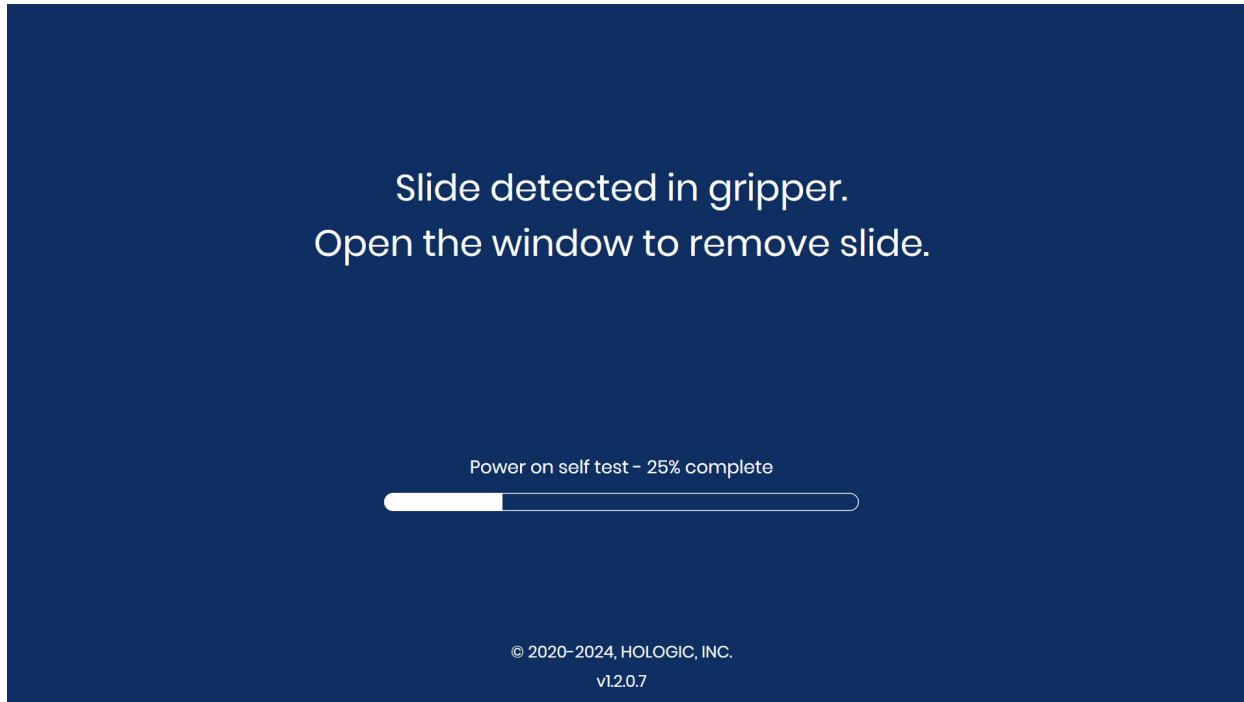 Slide detected in gripper.
Open the window to remove slide.
Power on self test - 25% complete
© 2020-2024, HOLOGIC, INC.
v1.2.0.7